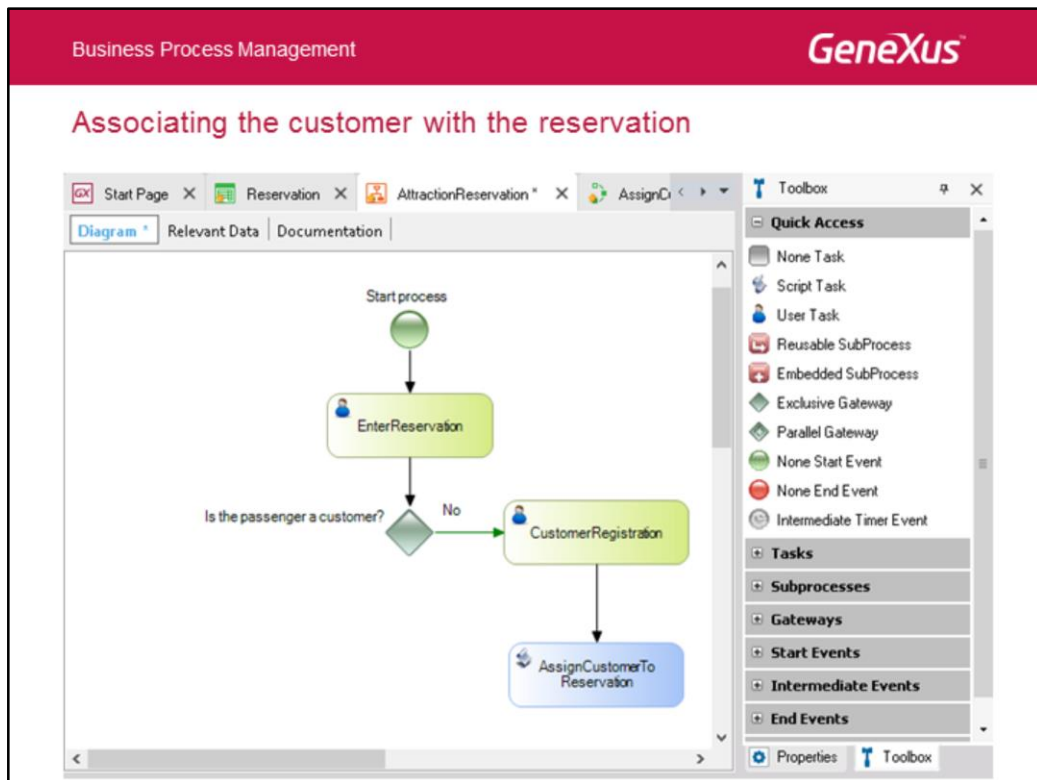 Business Process Management
GeneXus™
Associating the customer with the reservation
Start Page
Reservation
AttractionReservation *
AssignCu
Toolbox
Diagram *
Relevant Data
Documentation
Quick Access
None Task
Script Task
User Task
Reusable SubProcess
Embedded SubProcess
Exclusive Gateway
Parallel Gateway
None Start Event
None End Event
Intermediate Timer Event
Tasks
Subprocesses
Gateways
Start Events
Intermediate Events
End Events
Start process
EnterReservation
Is the passenger a customer?
No
CustomerRegistration
AssignCustomerTo
Reservation
Properties
Toolbox